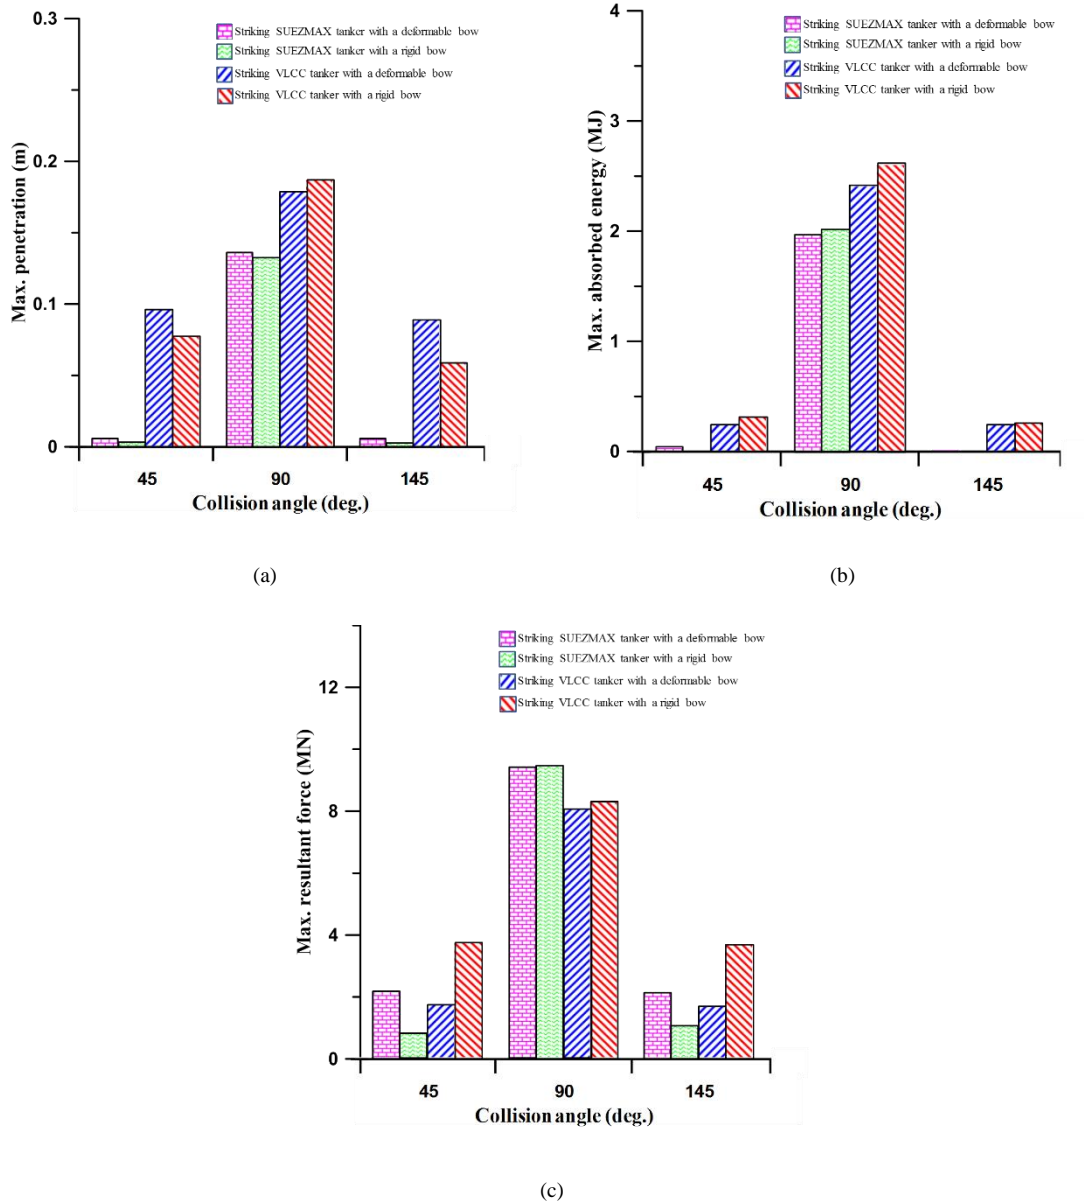 0.3
Striking SUEZMAX tanker with a deformable bow
Striking SUEZMAX tanker with a rigid bow
Striking VLCC tanker with a deformable bow
Striking VLCC tanker with a rigid bow
0.2
0.1
0
Max. penetration (m)
45 90 145
Collision angle (deg.)
(a)
4
Striking SUEZMAX tanker with a deformable bow
Striking SUEZMAX tanker with a rigid bow
Striking VLCC tanker with a deformable bow
Striking VLCC tanker with a rigid bow
3
2
1
0
Max. absorbed energy (MJ)
45 90 145
Collision angle (deg.)
(b)
Striking SUEZMAX tanker with a deformable bow
Striking SUEZMAX tanker with a rigid bow
Striking VLCC tanker with a deformable bow
Striking VLCC tanker with a rigid bow
12
8
4
0
Max. resultant force (MN)
45 90 145
Collision angle (deg.)
(c)